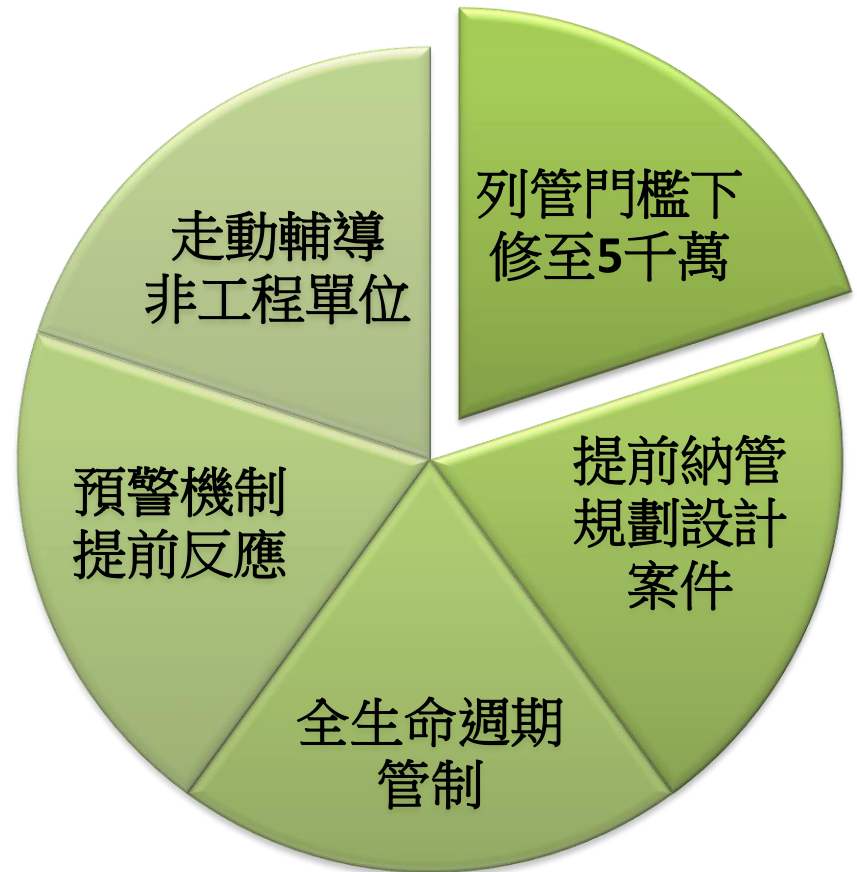 列管門檻下
修至5千萬
提前納管
規劃設計
案件
全生命週期
管制
預警機制
提前反應
走動輔導
非工程單位